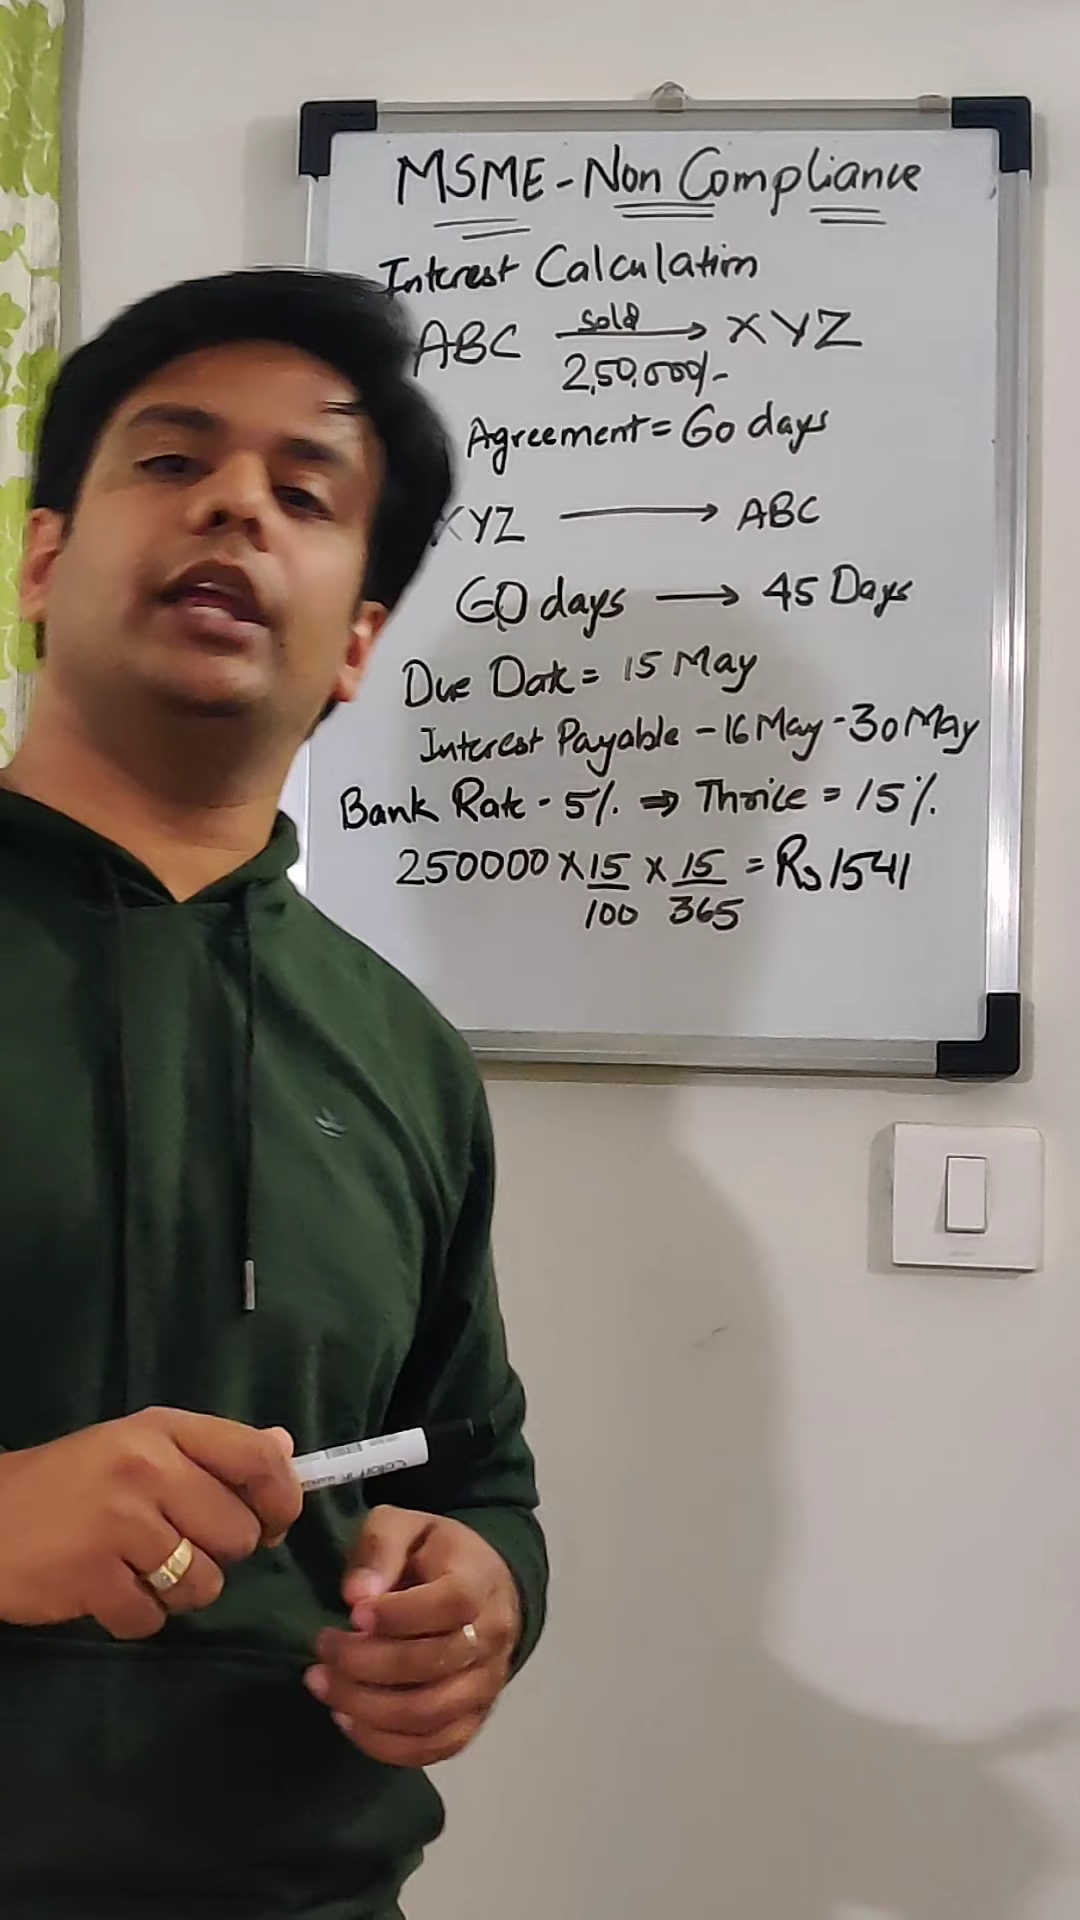 MSME - Non Compliance
Interest Calculation
ABC sold → XYZ
2,50,000/-
Agreement = 60 days
XYZ → ABC
60 days → 45 Days
Due Date = 15 May
Interest Payable - 16 May - 30 May
Bank Rate - 5% ⇒ Thrice = 15%
250000 × 15/100 × 15/365 = Rs 1541